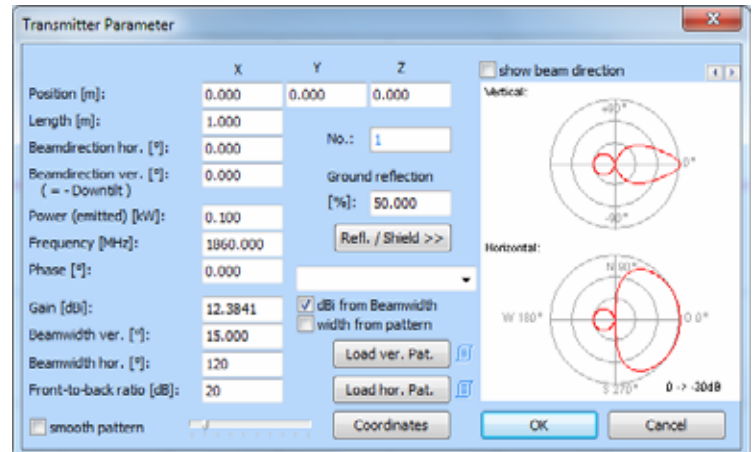 Transmitter Parameter
X Y Z
show beam direction
Position [m]: 0.000 0.000 0.000
Length [m]: 1.000
Beamdirection hor. [°]: 0.000
No.: 1
Beamdirection ver. [°]: 0.000
( = - Downtilt )
Ground reflection
[%]: 50.000
Power (emitted) [kW]: 0.100
Frequency [MHz]: 1860.000
Refl. / Shield >>
Phase [°]: 0.000
Gain [dBi]: 12.3841
dBi from Beamwidth
width from pattern
Beamwidth ver. [°]: 15.000
Load ver. Pat.
Beamwidth hor. [°]: 120
Front-to-back ratio [dB]: 20
Load hor. Pat.
smooth pattern
Coordinates
Vertical:
+90°
0°
-90°
Horizontal:
N 90°
W 180°
O 0°
S 270°
0 -> -30dB
OK
Cancel